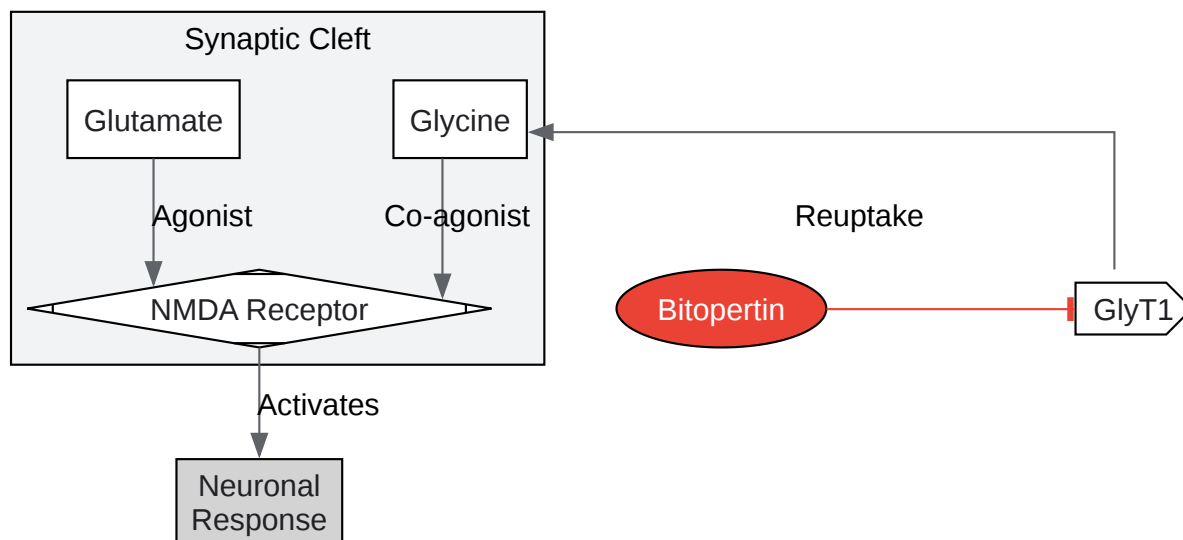 Synaptic Cleft
Glutamate
Glycine
Agonist
Co-agonist
Reuptake
NMDA Receptor
Bitopertin
GlyT1
Activates
Neuronal
Response